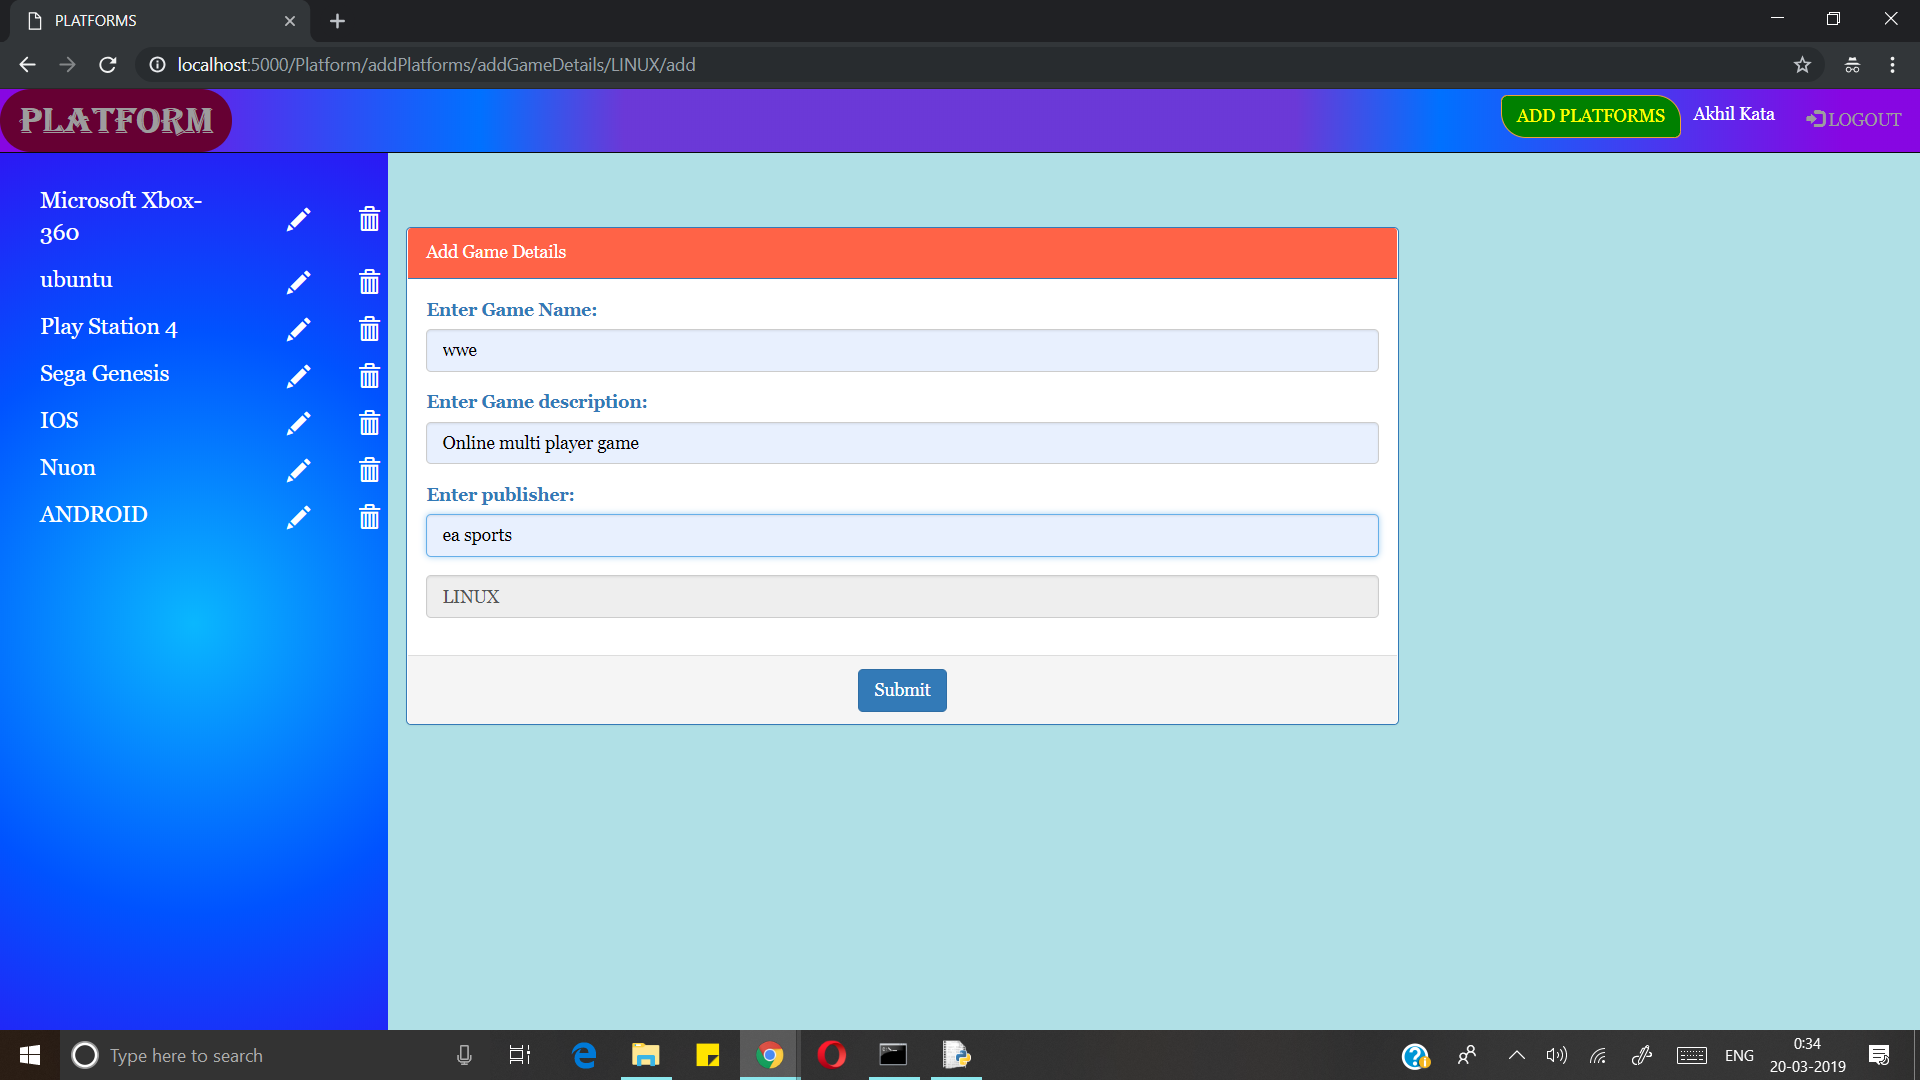 PLATFORMS
localhost:5000/Platform/addPlatforms/addGameDetails/LINUX/add
PLATFORM
ADD PLATFORMS
Akhil Kata
LOGOUT
Microsoft Xbox-
360
ubuntu
Play Station 4
Sega Genesis
IOS
Nuon
ANDROID
Add Game Details
Enter Game Name:
wwe
Enter Game description:
Online multi player game
Enter publisher:
ea sports
LINUX
Submit
Type here to search
ENG
0:34
20-03-2019